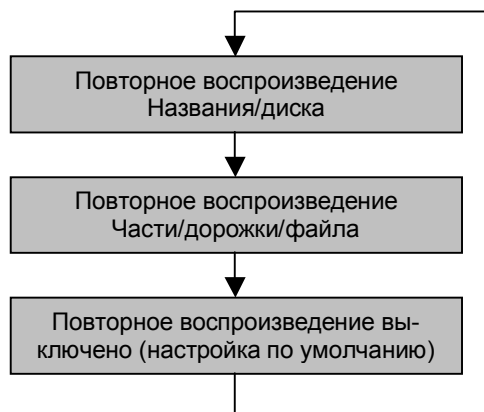 Повторное воспроизведение
Названия/диска
Повторное воспроизведение
Части/дорожки/файла
Повторное воспроизведение вы-
ключено (настройка по умолчанию)